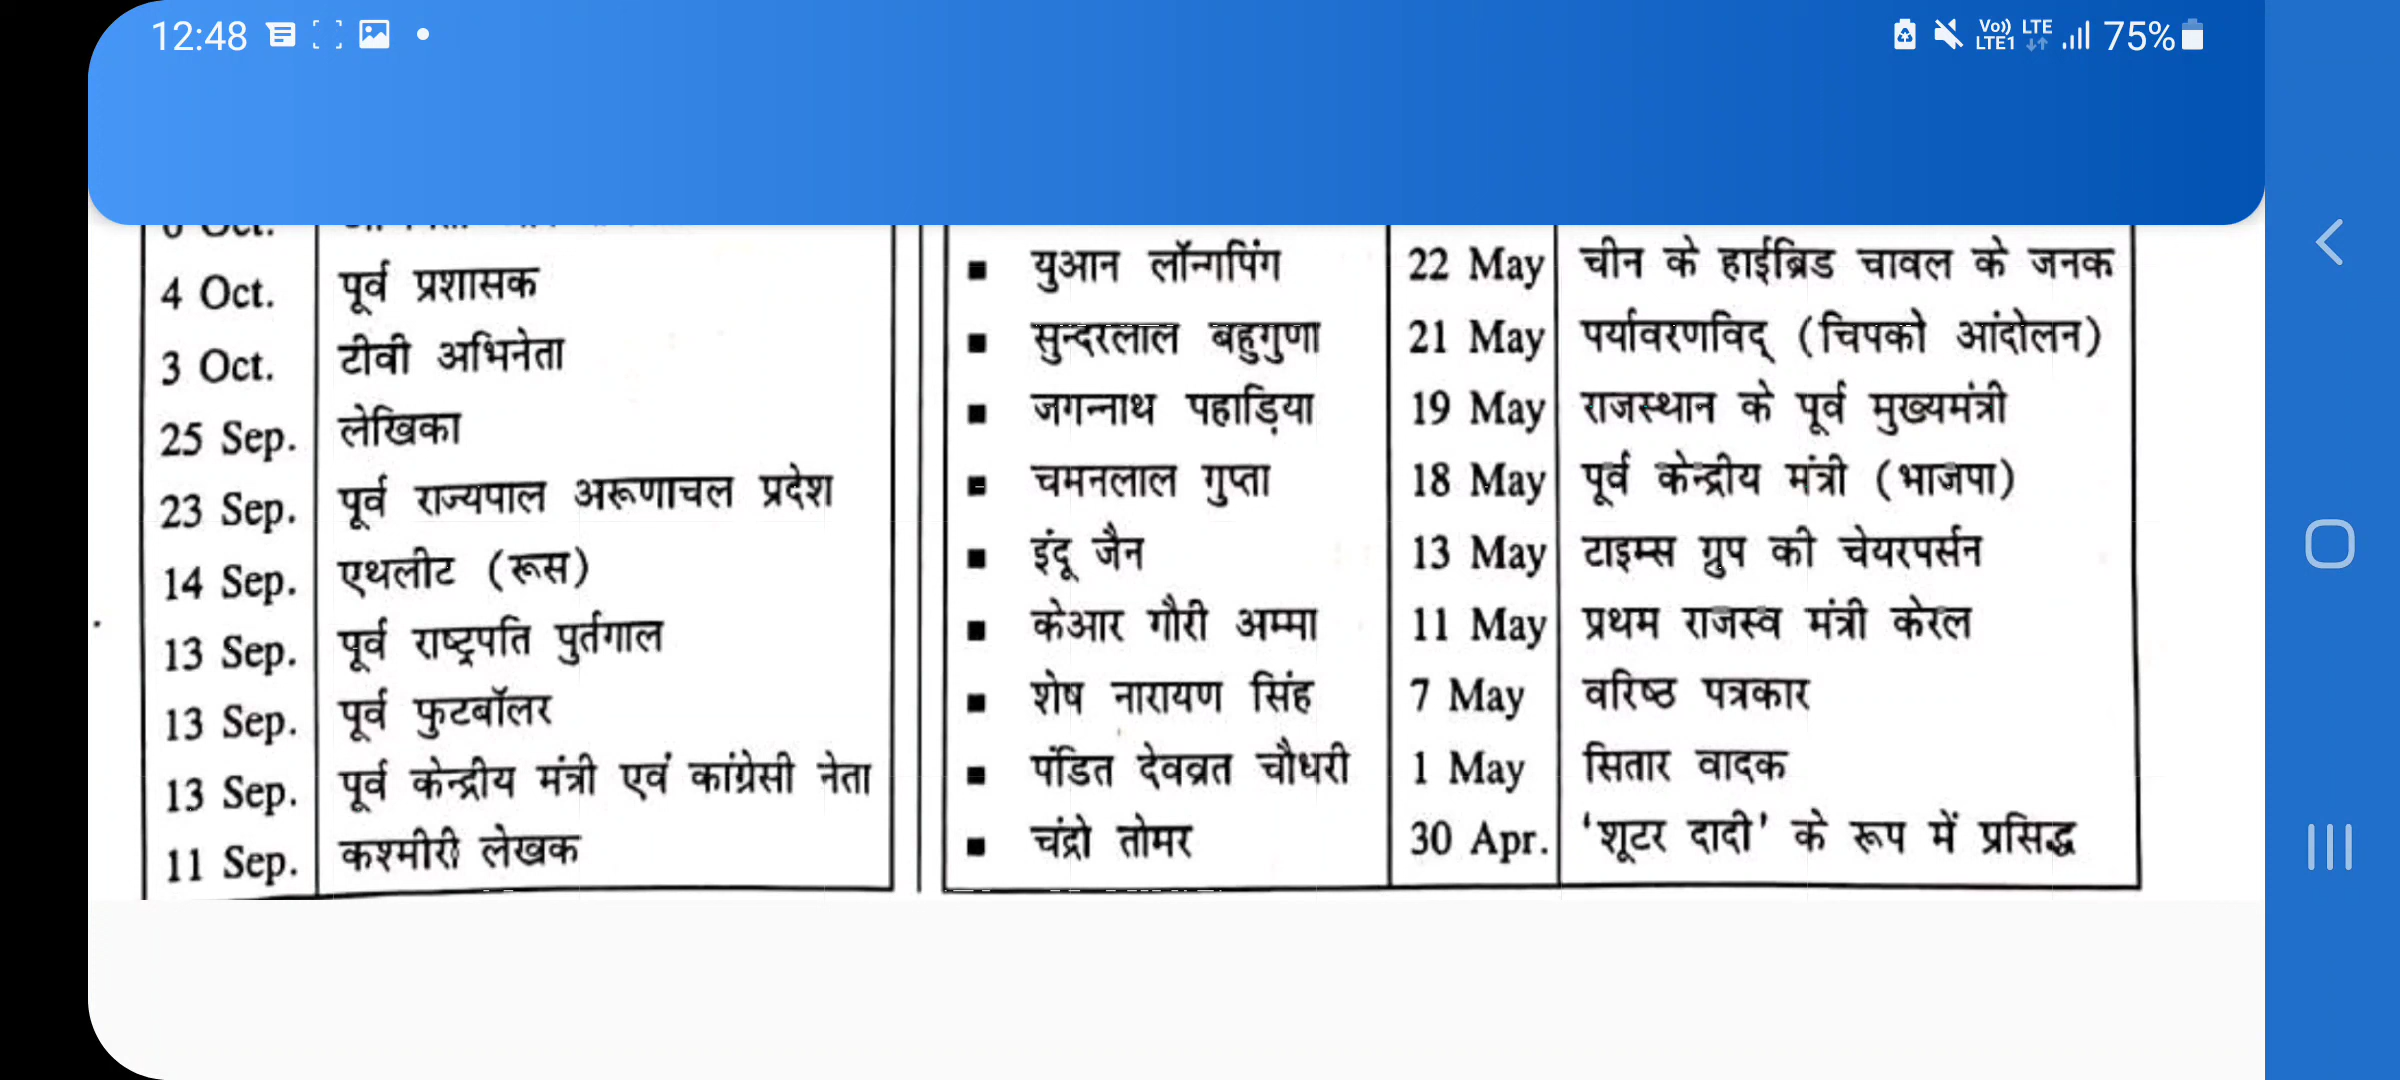 12:48
Vo)) LTE1 LTE 75%
4 Oct. पूर्व प्रशासक
3 Oct. टीवी अभिनेता
25 Sep. लेखिका
23 Sep. पूर्व राज्यपाल अरूणाचल प्रदेश
14 Sep. एथलीट (रूस)
13 Sep. पूर्व राष्ट्रपति पुर्तगाल
13 Sep. पूर्व फुटबॉलर
13 Sep. पूर्व केन्द्रीय मंत्री एवं कांग्रेसी नेता
11 Sep. कश्मीरी लेखक
▪ युआन लॉन्गपिंग 22 May चीन के हाईब्रिड चावल के जनक
▪ सुन्दरलाल बहुगुणा 21 May पर्यावरणविद् (चिपको आंदोलन)
▪ जगन्नाथ पहाड़िया 19 May राजस्थान के पूर्व मुख्यमंत्री
▪ चमनलाल गुप्ता 18 May पूर्व केन्द्रीय मंत्री (भाजपा)
▪ इंदू जैन 13 May टाइम्स ग्रुप की चेयरपर्सन
▪ केआर गौरी अम्मा 11 May प्रथम राजस्व मंत्री केरल
▪ शेष नारायण सिंह 7 May वरिष्ठ पत्रकार
▪ पंडित देवव्रत चौधरी 1 May सितार वादक
▪ चंद्रो तोमर 30 Apr. 'शूटर दादी' के रूप में प्रसिद्ध